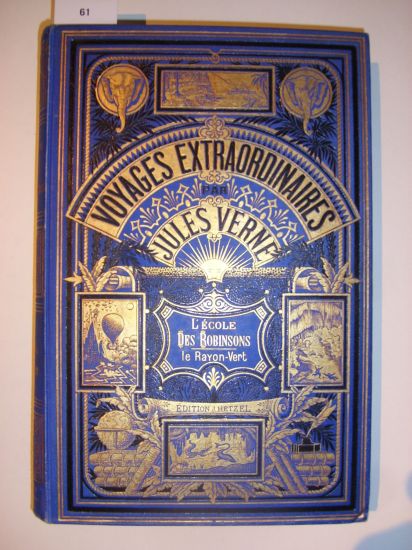 61
VOYAGES EXTRAORDINAIRES
PAR
JULES VERNE
L'ÉCOLE
DES ROBINSONS
le Rayon-Vert
ÉDITION J. HETZEL